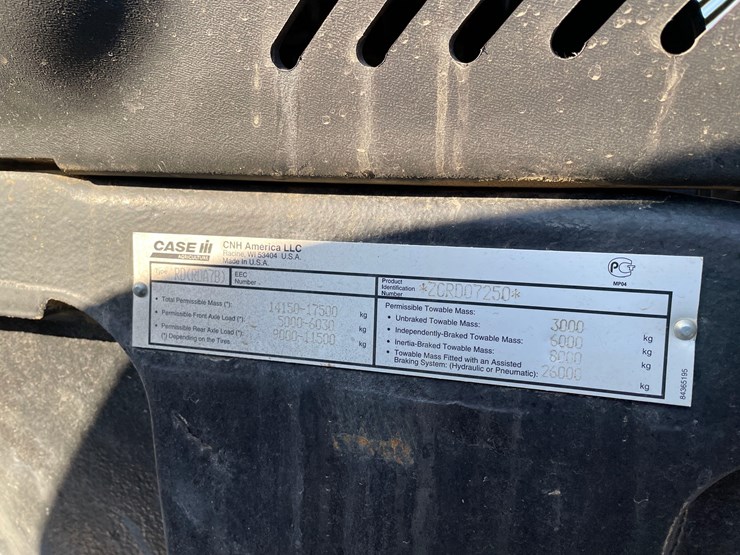 CASE IH
AGRICULTURE
CNH America LLC
Racine, WI 53404 U.S.A.
Made in U.S.A.
PCT
MP04
EEC
Number
Product
Identification
Number
*ZCRD07250*
• Total Permissible Mass (*): 14150-17500 kg
• Permissible Front Axle Load (*): 5000-6030 kg
• Permissible Rear Axle Load (*): 9000-11500 kg
(*) Depending on the Tires.
Permissible Towable Mass:
• Unbraked Towable Mass: 3000 kg
• Independently-Braked Towable Mass: 6000 kg
• Inertia-Braked Towable Mass: 8000 kg
• Towable Mass Fitted with an Assisted
Braking System: (Hydraulic or Pneumatic): 26000 kg
84365195